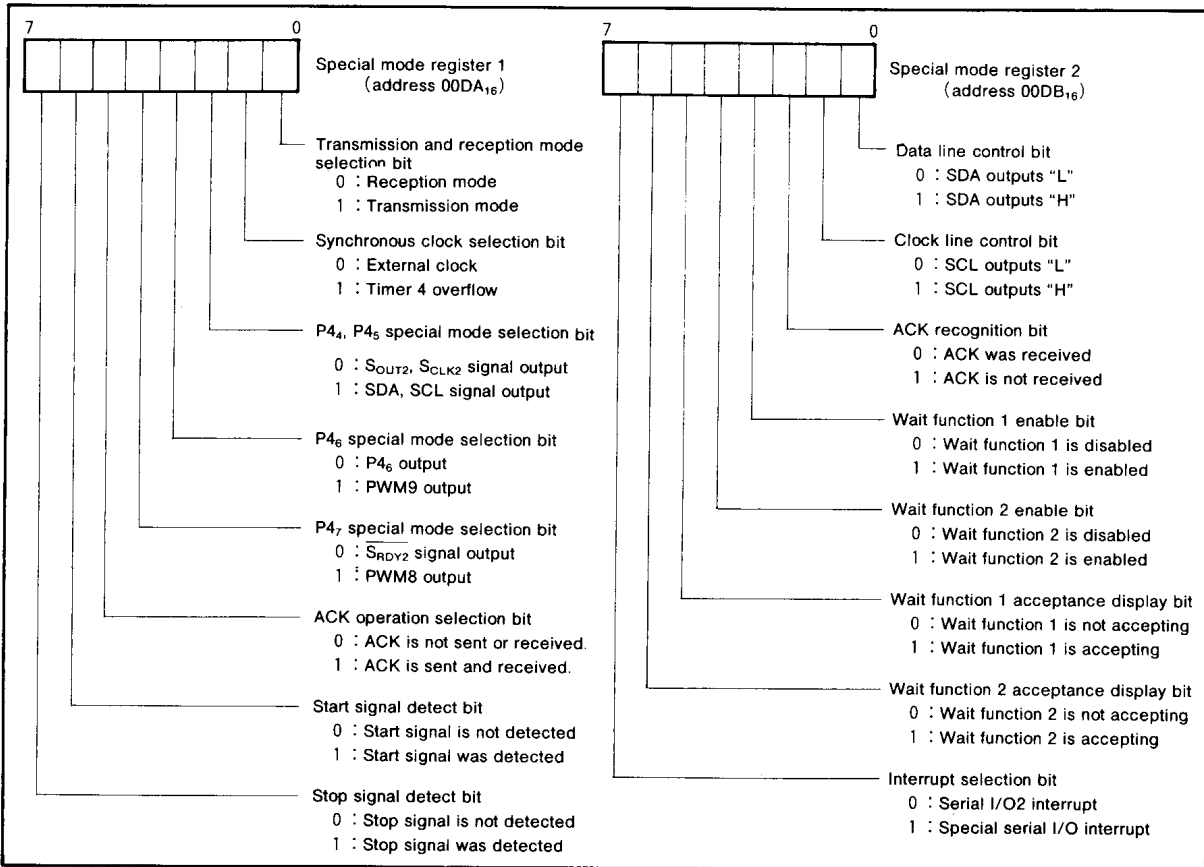 7 0
Special mode register 1
(address 00DA₁₆)
Transmission and reception mode
selection bit
0 : Reception mode
1 : Transmission mode
Synchronous clock selection bit
0 : External clock
1 : Timer 4 overflow
P4₄, P4₅ special mode selection bit
0 : S_OUT2, S_CLK2 signal output
1 : SDA, SCL signal output
P4₆ special mode selection bit
0 : P4₆ output
1 : PWM9 output
P4₇ special mode selection bit
0 : S̅_RDY2 signal output
1 : PWM8 output
ACK operation selection bit
0 : ACK is not sent or received.
1 : ACK is sent and received.
Start signal detect bit
0 : Start signal is not detected
1 : Start signal was detected
Stop signal detect bit
0 : Stop signal is not detected
1 : Stop signal was detected
7 0
Special mode register 2
(address 00DB₁₆)
Data line control bit
0 : SDA outputs “L”
1 : SDA outputs “H”
Clock line control bit
0 : SCL outputs “L”
1 : SCL outputs “H”
ACK recognition bit
0 : ACK was received
1 : ACK is not received
Wait function 1 enable bit
0 : Wait function 1 is disabled
1 : Wait function 1 is enabled
Wait function 2 enable bit
0 : Wait function 2 is disabled
1 : Wait function 2 is enabled
Wait function 1 acceptance display bit
0 : Wait function 1 is not accepting
1 : Wait function 1 is accepting
Wait function 2 acceptance display bit
0 : Wait function 2 is not accepting
1 : Wait function 2 is accepting
Interrupt selection bit
0 : Serial I/O2 interrupt
1 : Special serial I/O interrupt